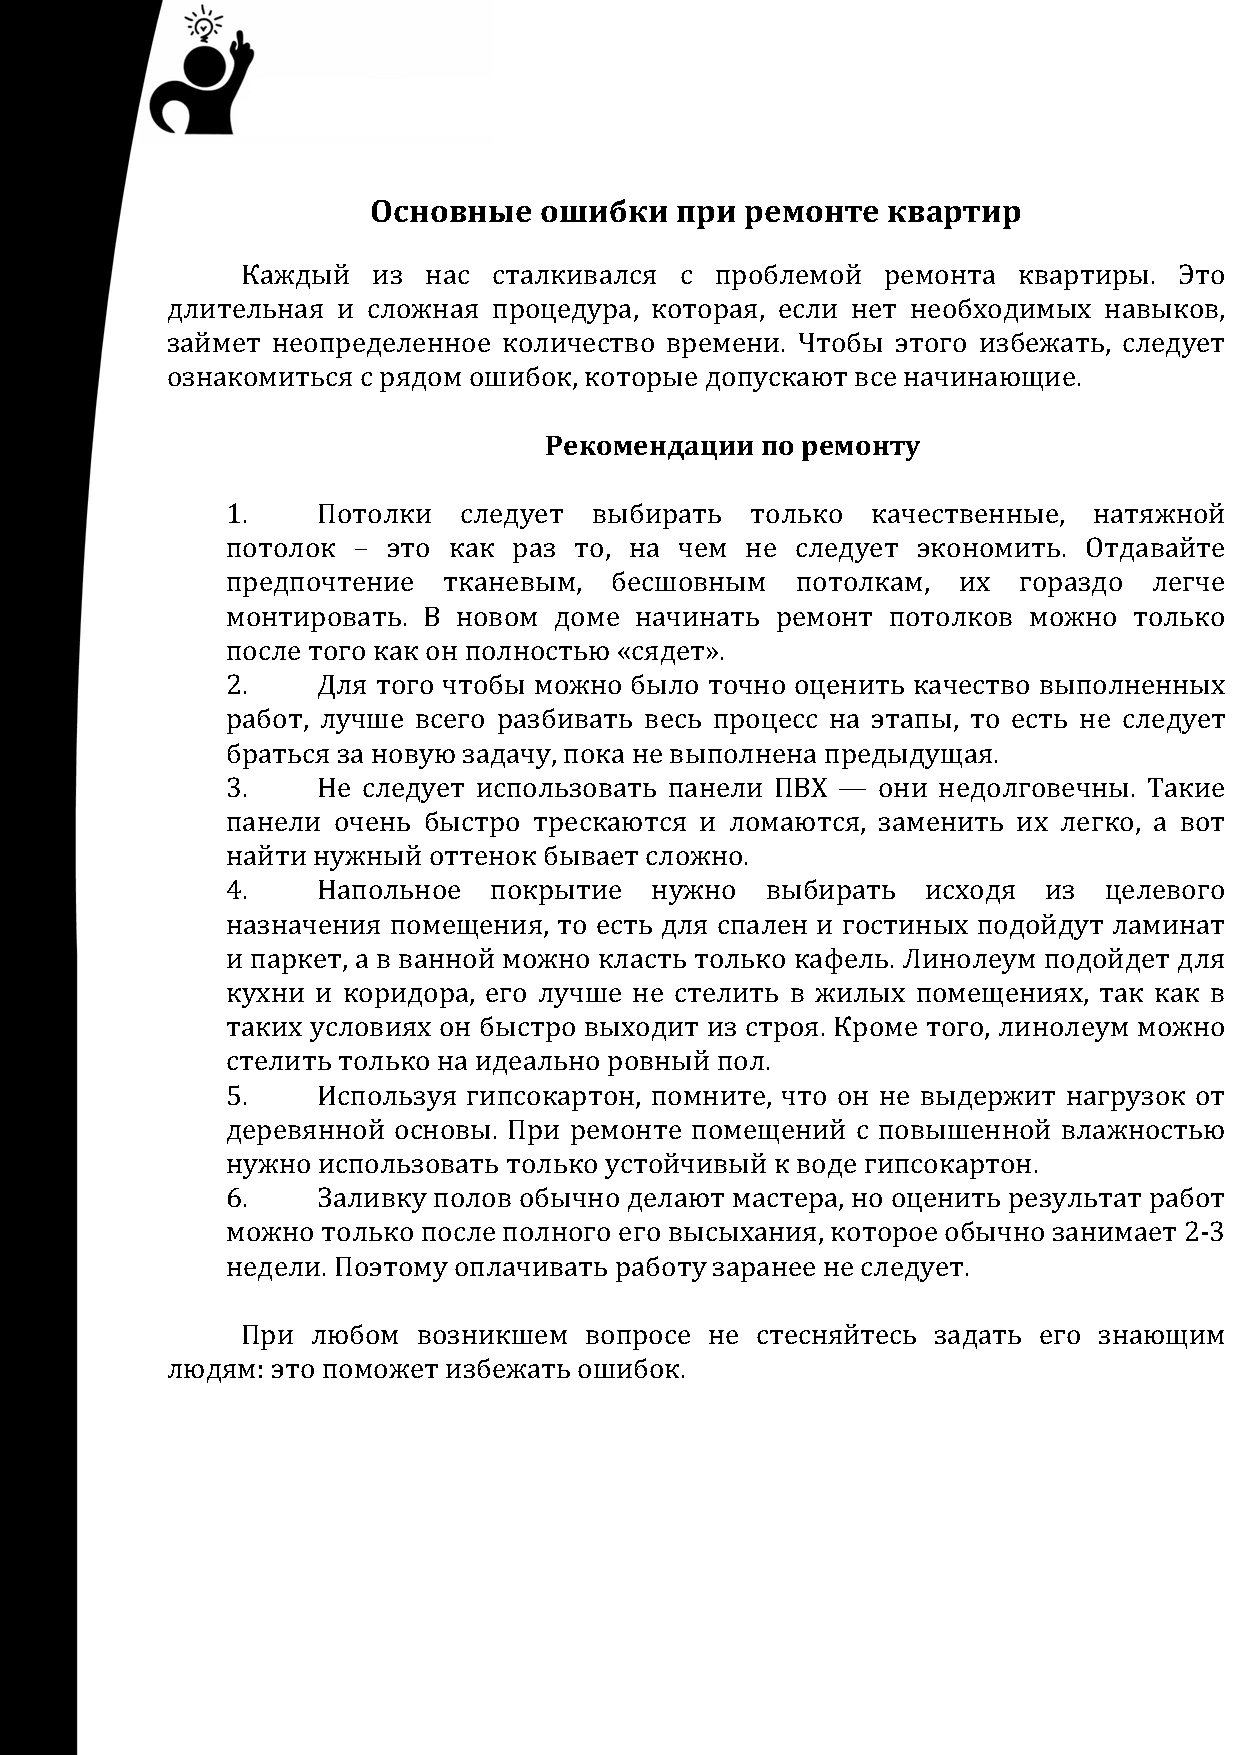 Основные ошибки при ремонте квартир
Каждый из нас сталкивался с проблемой ремонта квартиры. Это
длительная и сложная процедура, которая, если нет необходимых навыков,
займет неопределенное количество времени. Чтобы этого избежать, следует
ознакомиться с рядом ошибок, которые допускают все начинающие.
Рекомендации по ремонту
1. Потолки следует выбирать только качественные, натяжной
потолок – это как раз то, на чем не следует экономить. Отдавайте
предпочтение тканевым, бесшовным потолкам, их гораздо легче
монтировать. В новом доме начинать ремонт потолков можно только
после того как он полностью «сядет».
2. Для того чтобы можно было точно оценить качество выполненных
работ, лучше всего разбивать весь процесс на этапы, то есть не следует
браться за новую задачу, пока не выполнена предыдущая.
3. Не следует использовать панели ПВХ — они недолговечны. Такие
панели очень быстро трескаются и ломаются, заменить их легко, а вот
найти нужный оттенок бывает сложно.
4. Напольное покрытие нужно выбирать исходя из целевого
назначения помещения, то есть для спален и гостиных подойдут ламинат
и паркет, а в ванной можно класть только кафель. Линолеум подойдет для
кухни и коридора, его лучше не стелить в жилых помещениях, так как в
таких условиях он быстро выходит из строя. Кроме того, линолеум можно
стелить только на идеально ровный пол.
5. Используя гипсокартон, помните, что он не выдержит нагрузок от
деревянной основы. При ремонте помещений с повышенной влажностью
нужно использовать только устойчивый к воде гипсокартон.
6. Заливку полов обычно делают мастера, но оценить результат работ
можно только после полного его высыхания, которое обычно занимает 2-3
недели. Поэтому оплачивать работу заранее не следует.
При любом возникшем вопросе не стесняйтесь задать его знающим
людям: это поможет избежать ошибок.